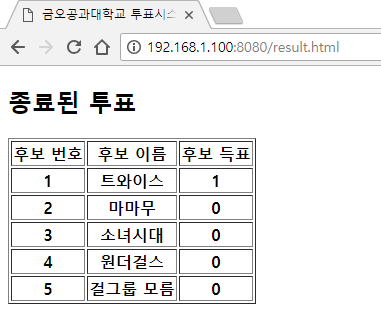 금오공과대학교 투표시스
192.168.1.100:8080/result.html
종료된 투표
후보 번호 후보 이름 후보 득표
1 트와이스 1
2 마마무 0
3 소녀시대 0
4 원더걸스 0
5 걸그룹 모름 0